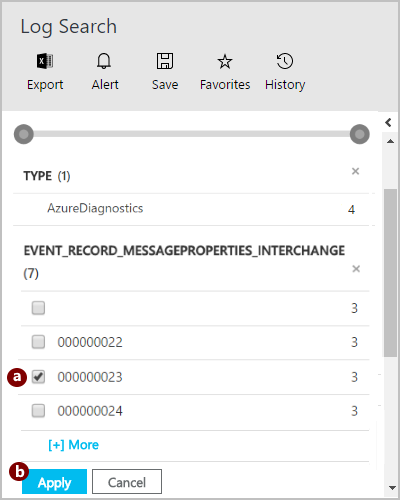 Log Search
Export Alert Save Favorites History
TYPE (1)
AzureDiagnostics 4
EVENT_RECORD_MESSAGEPROPERTIES_INTERCHANGE
(7)
3
000000022 3
a 000000023 3
000000024 3
[+] More
b
Apply Cancel